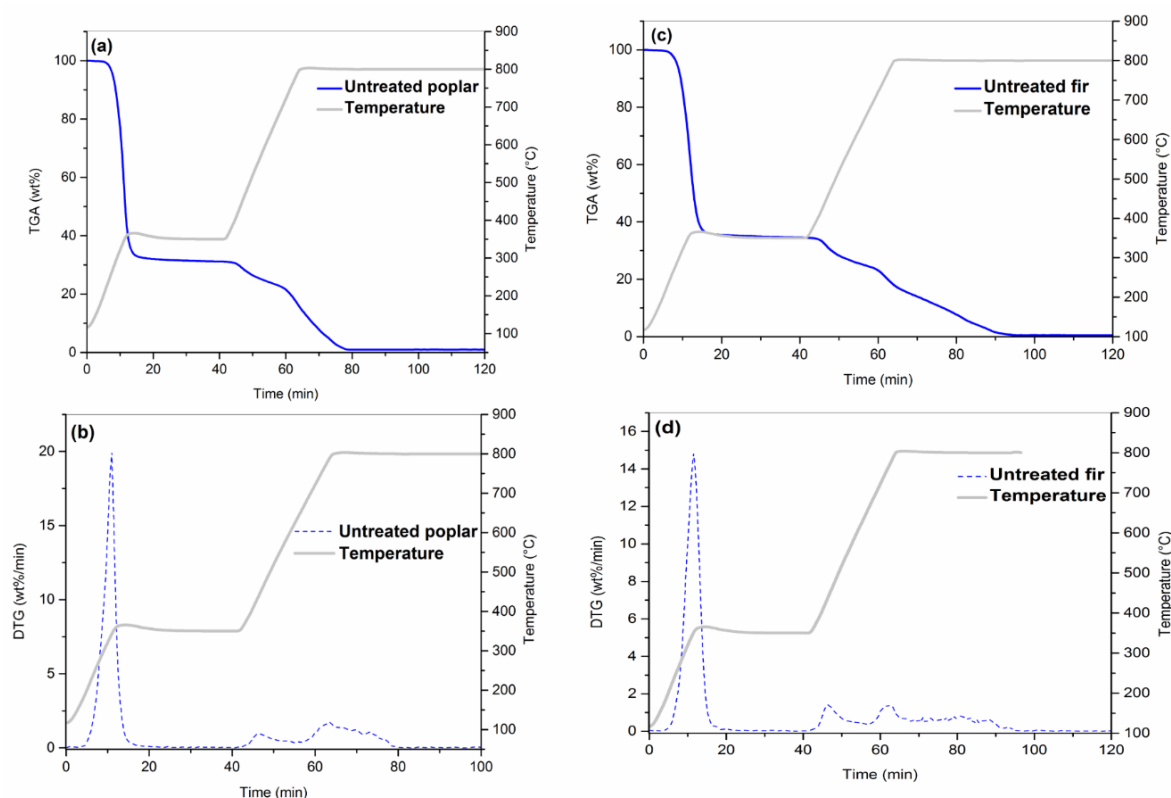 (a)
Untreated poplar
Temperature
TGA (wt%)
100
80
60
40
20
0
900
800
700
600
500
400
300
200
100
Temperature (°C)
0 20 40 60 80 100 120
Time (min)
(c)
Untreated fir
Temperature
TGA (wt%)
100
80
60
40
20
0
900
800
700
600
500
400
300
200
100
Temperature (°C)
0 20 40 60 80 100 120
Time (min)
(b)
Untreated poplar
Temperature
DTG (wt%/min)
20
15
10
5
0
900
800
700
600
500
400
300
200
100
Temperature (°C)
0 20 40 60 80 100
Time (min)
(d)
Untreated fir
Temperature
DTG (wt%/min)
16
14
12
10
8
6
4
2
0
900
800
700
600
500
400
300
200
100
Temperature (°C)
0 20 40 60 80 100 120
Time (min)